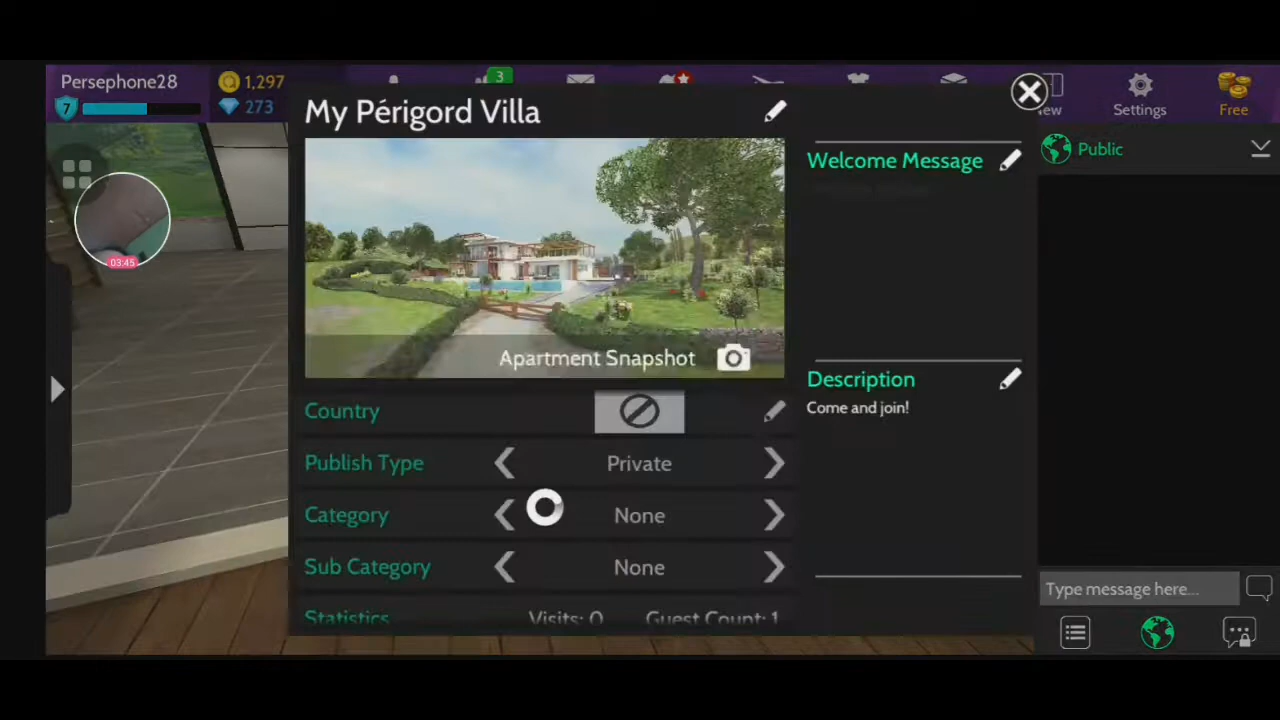 Persephone28
1,297
3
7
273
ew
Settings
Free
My Périgord Villa
Welcome Message
Public
03:45
Apartment Snapshot
Description
Come and join!
Country
Publish Type
Private
Category
None
Sub Category
None
Statistics
Visits: 0
Guest Count: 1
Type message here...